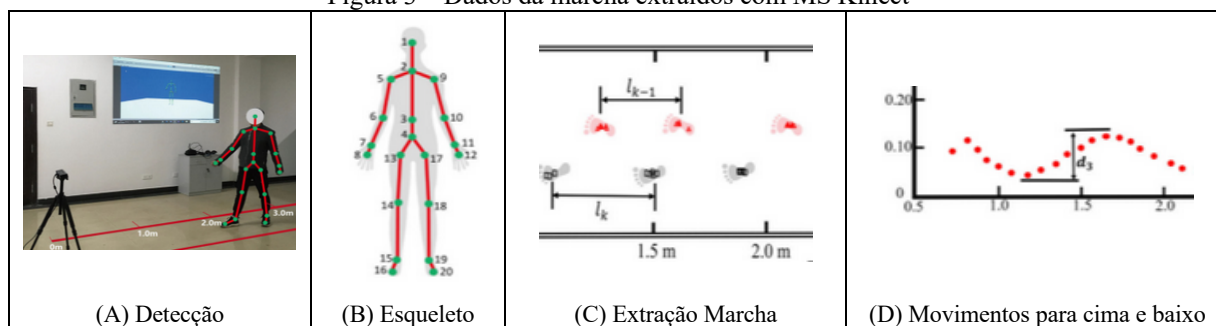 Figura 3 – Dados da marcha extraídos com MS Kinect
0m
1.0m
2.0m
3.0m
1
2
5
9
6
3
10
4
7
8
11
12
13
17
14
18
15
19
16
20
l_{k-1}
l_k
1.5 m
2.0 m
0.20
0.10
0
d_3
0.5
1.0
1.5
2.0
(A) Detecção
(B) Esqueleto
(C) Extração Marcha
(D) Movimentos para cima e baixo